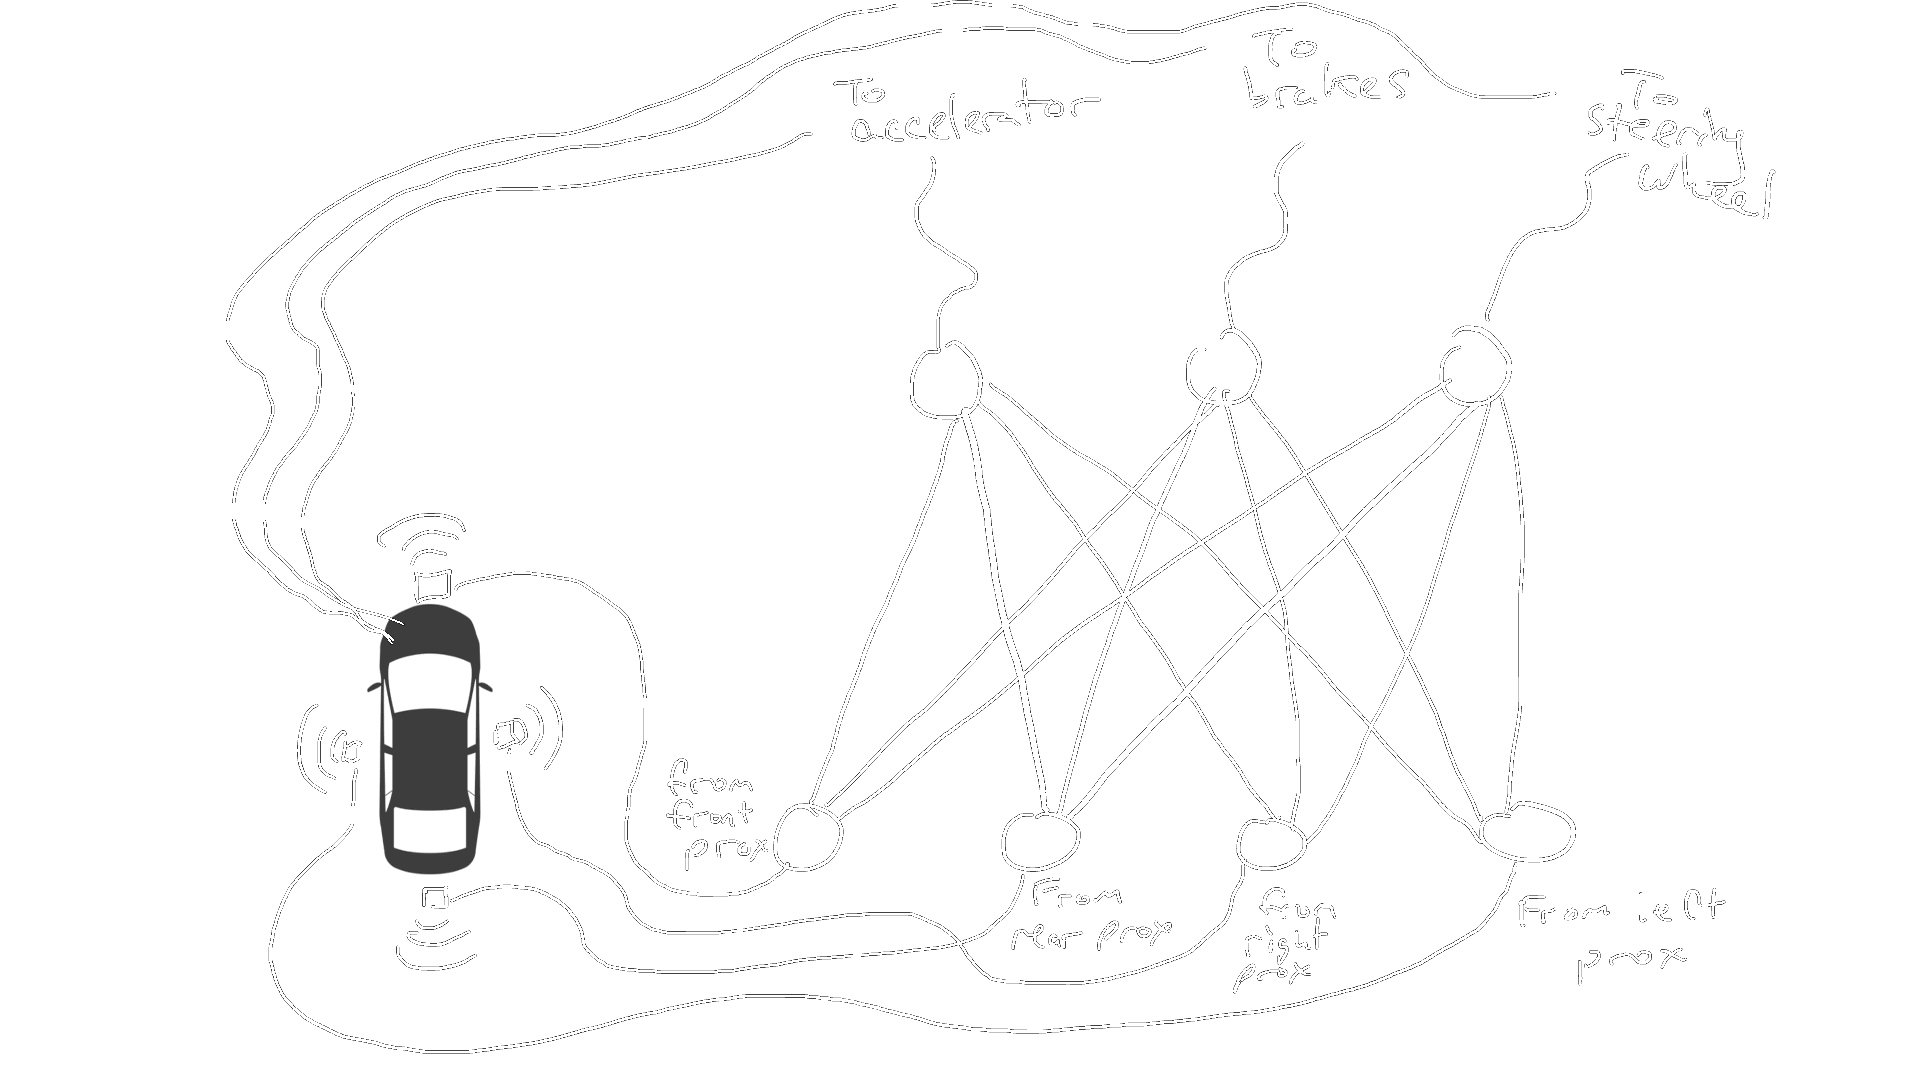 To
accelerator
To
brakes
To
steering
wheel
from
front
prox
From
rear prox
from
right
prox
From left
prox